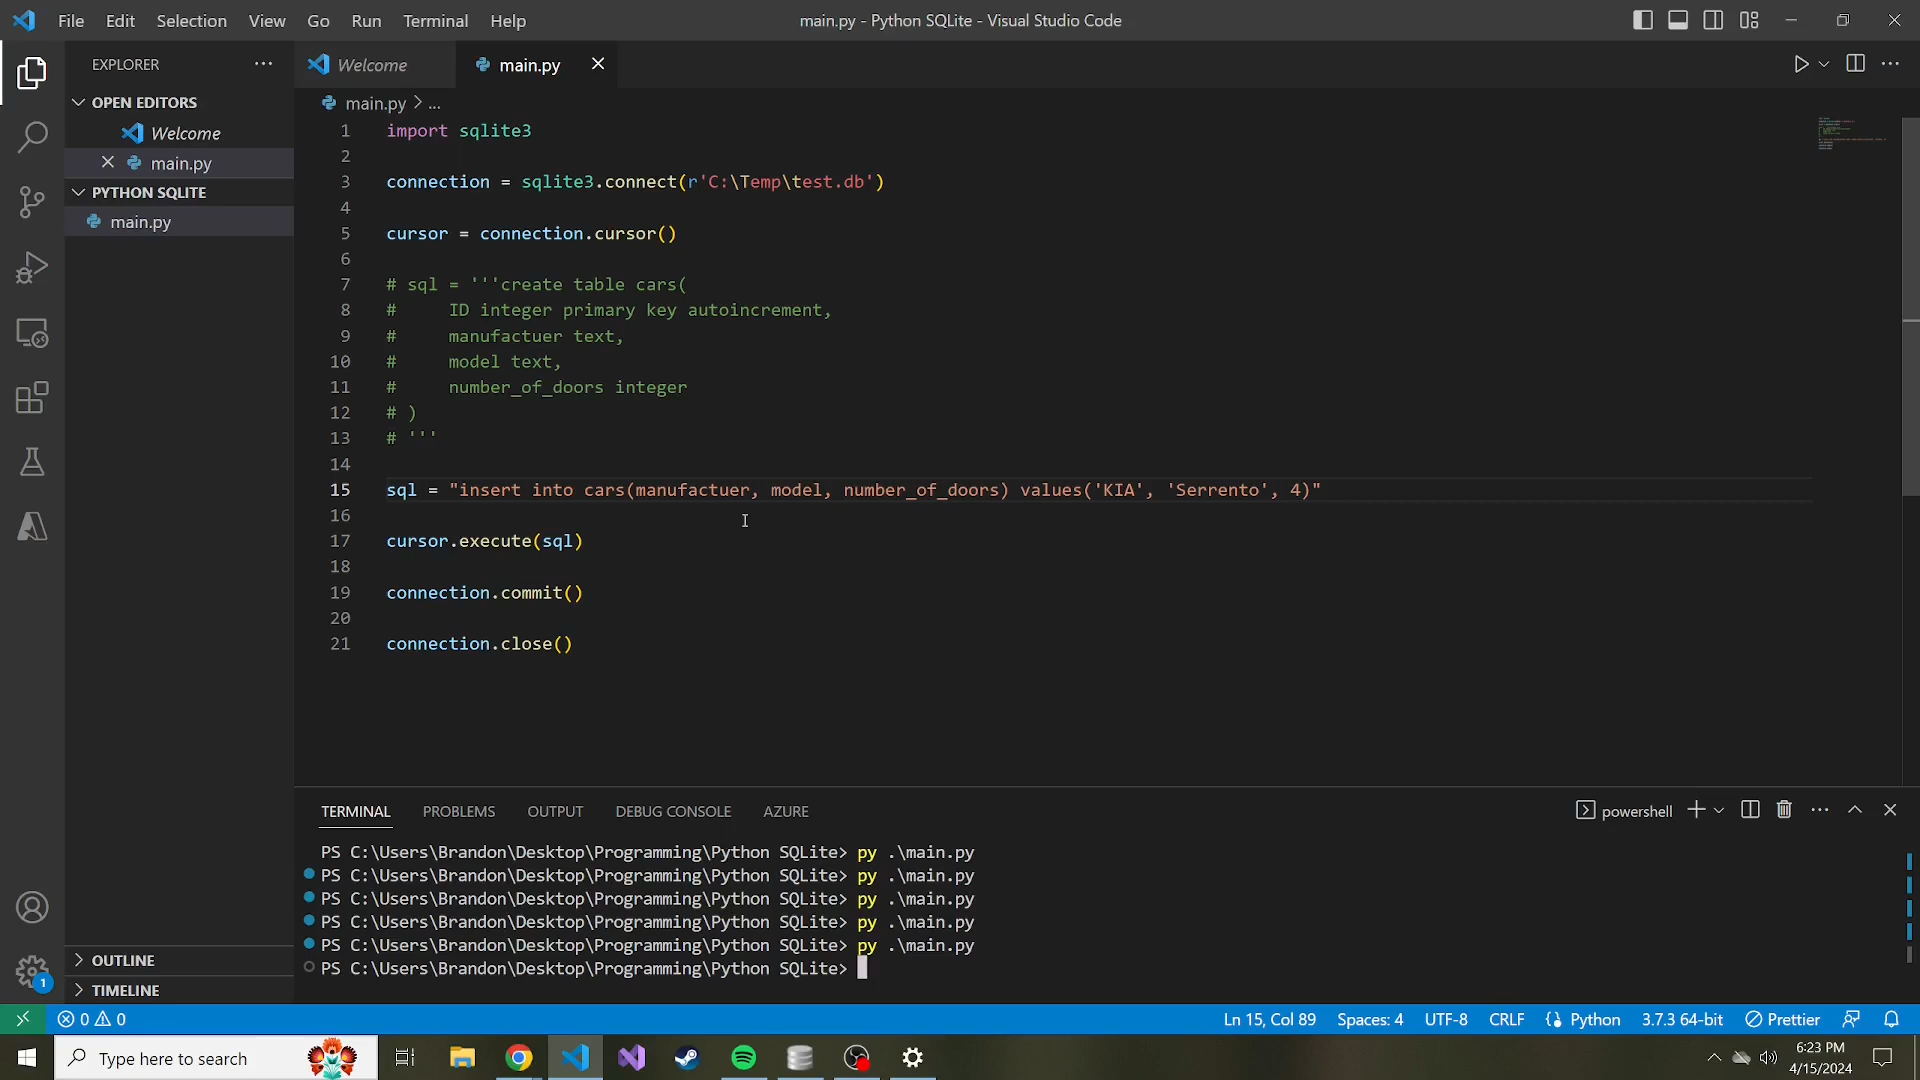 File Edit Selection View Go Run Terminal Help
main.py - Python SQLite - Visual Studio Code
EXPLORER
OPEN EDITORS
Welcome
main.py
PYTHON SQLITE
main.py
OUTLINE
TIMELINE
Welcome
main.py
main.py > ...
1 import sqlite3
2
3 connection = sqlite3.connect(r'C:\Temp\test.db')
4
5 cursor = connection.cursor()
6
7 # sql = '''create table cars(
8 #     ID integer primary key autoincrement,
9 #     manufactuer text,
10 #     model text,
11 #     number_of_doors integer
12 # )
13 # '''
14
15 sql = "insert into cars(manufactuer, model, number_of_doors) values('KIA', 'Serrento', 4)"
16
17 cursor.execute(sql)
18
19 connection.commit()
20
21 connection.close()
TERMINAL PROBLEMS OUTPUT DEBUG CONSOLE AZURE
powershell
PS C:\Users\Brandon\Desktop\Programming\Python SQLite> py .\main.py
PS C:\Users\Brandon\Desktop\Programming\Python SQLite> py .\main.py
PS C:\Users\Brandon\Desktop\Programming\Python SQLite> py .\main.py
PS C:\Users\Brandon\Desktop\Programming\Python SQLite> py .\main.py
PS C:\Users\Brandon\Desktop\Programming\Python SQLite> py .\main.py
PS C:\Users\Brandon\Desktop\Programming\Python SQLite>
1
0 0
Ln 15, Col 89 Spaces: 4 UTF-8 CRLF Python 3.7.3 64-bit Prettier
Type here to search
6:23 PM
4/15/2024